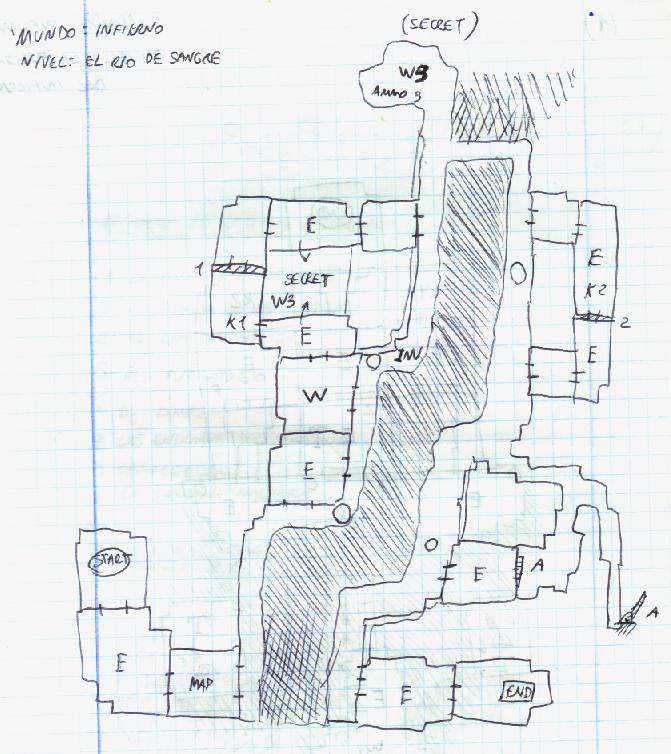 MUNDO: INFIERNO
NIVEL: EL RIO DE SANGRE
(SECRET)
W3
AMMO
E
E
1
SECRET
K2
W3
K1
2
E
E
INV
W
E
START
E
A
A
E
MAP
E
END